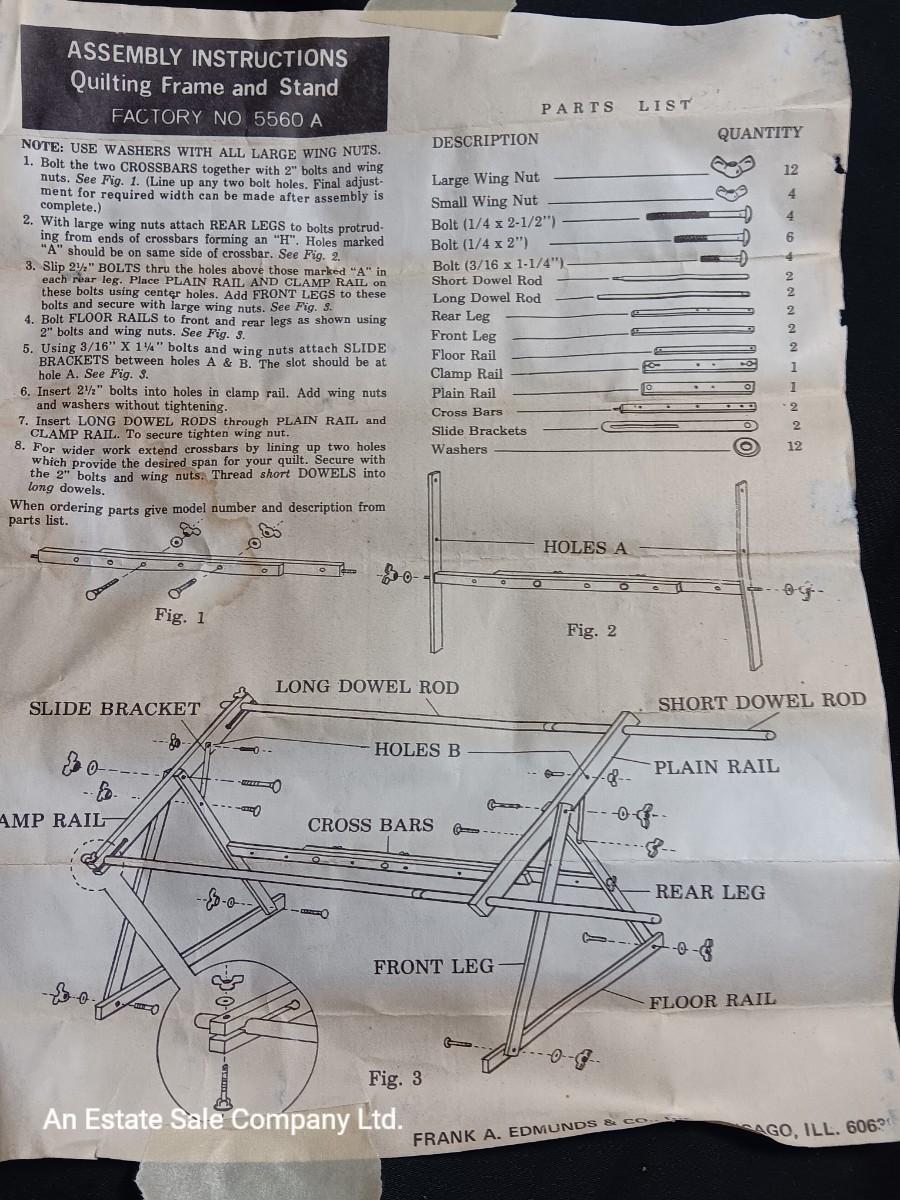 ASSEMBLY INSTRUCTIONS
Quilting Frame and Stand
FACTORY NO 5560 A
NOTE: USE WASHERS WITH ALL LARGE WING NUTS.
1. Bolt the two CROSSBARS together with 2" bolts and wing
nuts. See Fig. 1. (Line up any two bolt holes. Final adjust-
ment for required width can be made after assembly is
complete.)
2. With large wing nuts attach REAR LEGS to bolts protrud-
ing from ends of crossbars forming an "H". Holes marked
"A" should be on same side of crossbar. See Fig. 2.
3. Slip 2½" BOLTS thru the holes above those marked "A" in
each rear leg. Place PLAIN RAIL AND CLAMP RAIL on
these bolts using center holes. Add FRONT LEGS to these
bolts and secure with large wing nuts. See Fig. 3.
4. Bolt FLOOR RAILS to front and rear legs as shown using
2" bolts and wing nuts. See Fig. 3.
5. Using 3/16" X 1¼" bolts and wing nuts attach SLIDE
BRACKETS between holes A & B. The slot should be at
hole A. See Fig. 3.
6. Insert 2½" bolts into holes in clamp rail. Add wing nuts
and washers without tightening.
7. Insert LONG DOWEL RODS through PLAIN RAIL and
CLAMP RAIL. To secure tighten wing nut.
8. For wider work extend crossbars by lining up two holes
which provide the desired span for your quilt. Secure with
the 2" bolts and wing nuts. Thread short DOWELS into
long dowels.
When ordering parts give model number and description from
parts list.
PARTS LIST
DESCRIPTION QUANTITY
Large Wing Nut 12
Small Wing Nut 4
Bolt (1/4 x 2-1/2") 4
Bolt (1/4 x 2") 6
Bolt (3/16 x 1-1/4") 4
Short Dowel Rod 2
Long Dowel Rod 2
Rear Leg 2
Front Leg 2
Floor Rail 2
Clamp Rail 1
Plain Rail 1
Cross Bars 2
Slide Brackets 2
Washers 12
Fig. 1
HOLES A
Fig. 2
LONG DOWEL ROD
SHORT DOWEL ROD
SLIDE BRACKET
HOLES B
PLAIN RAIL
AMP RAIL
CROSS BARS
REAR LEG
FRONT LEG
FLOOR RAIL
Fig. 3
An Estate Sale Company Ltd.
FRANK A. EDMUNDS & CO. AGO, ILL. 606